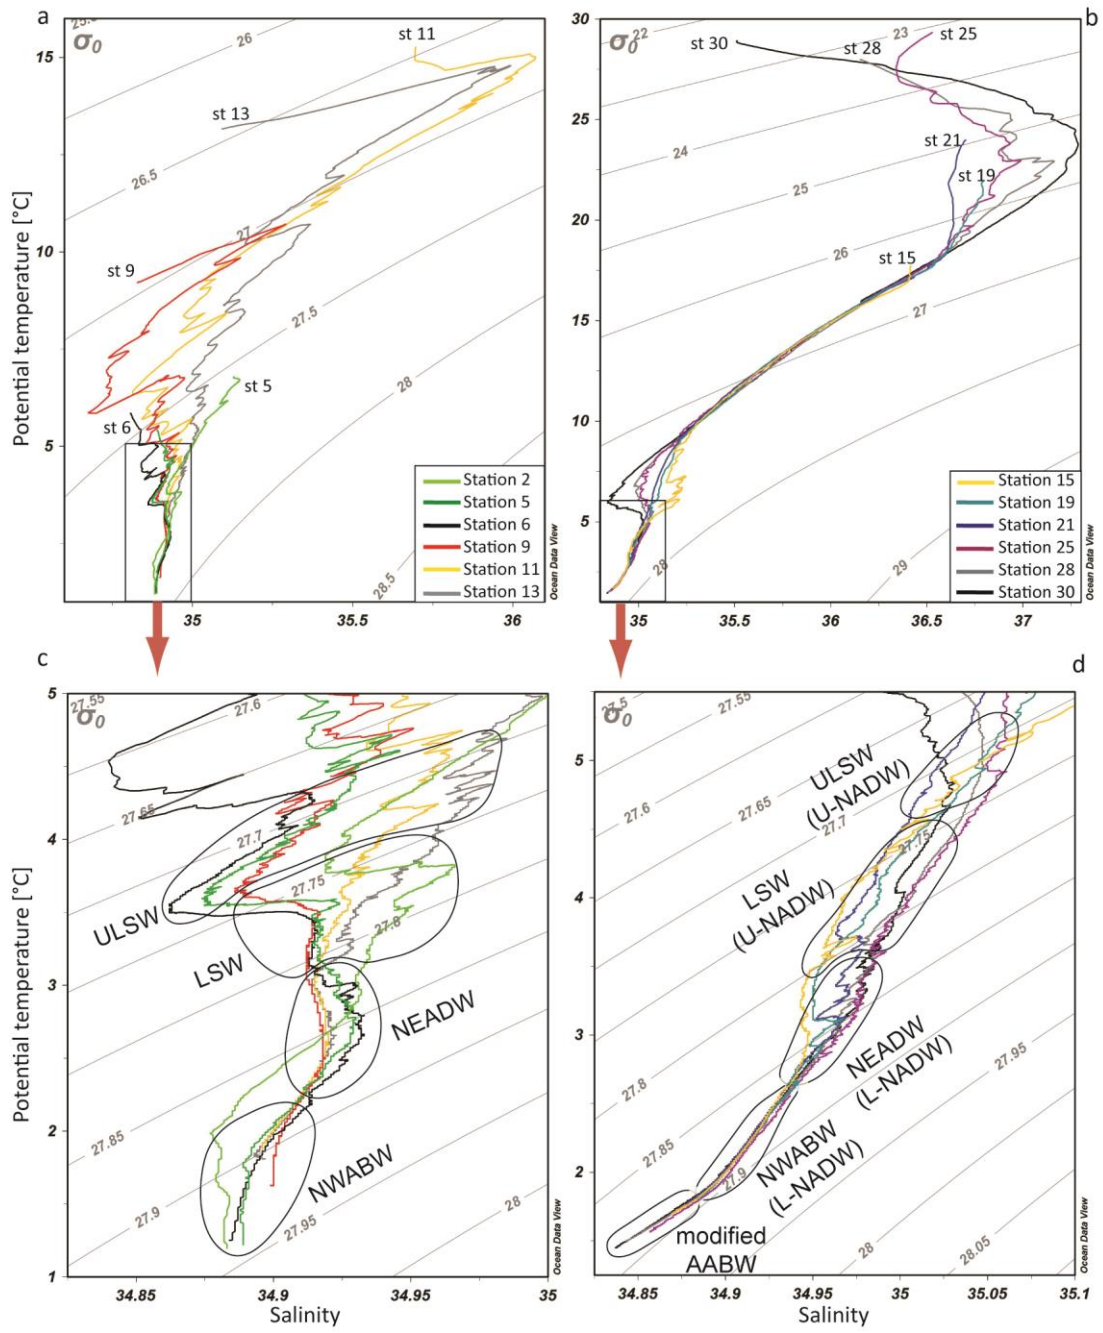 a
25.5
σ0
26
26.5
27
27.5
28
28.5
st 11
st 13
st 9
st 5
st 6
15
10
5
Potential temperature [°C]
35
35.5
36
Station 2
Station 5
Station 6
Station 9
Station 11
Station 13
Ocean Data View
b
30
25
20
15
10
5
σ0
22
23
24
25
26
27
28
29
st 30
st 28
st 25
st 21
st 19
st 15
35
35.5
36
36.5
37
Station 15
Station 19
Station 21
Station 25
Station 28
Station 30
Ocean Data View
c
5
4
3
2
1
Potential temperature [°C]
27.55
σ0
27.6
27.65
27.7
27.75
27.8
27.85
27.9
27.95
28
ULSW
LSW
NEADW
NWABW
34.85
34.9
34.95
35
Salinity
Ocean Data View
d
5
4
3
2
27.5
σ0
27.55
27.6
27.65
27.7
27.75
27.8
27.85
27.9
27.95
28
28.05
ULSW
(U-NADW)
LSW
(U-NADW)
NEADW
(L-NADW)
NWABW
(L-NADW)
modified
AABW
34.85
34.9
34.95
35
35.05
35.1
Salinity
Ocean Data View